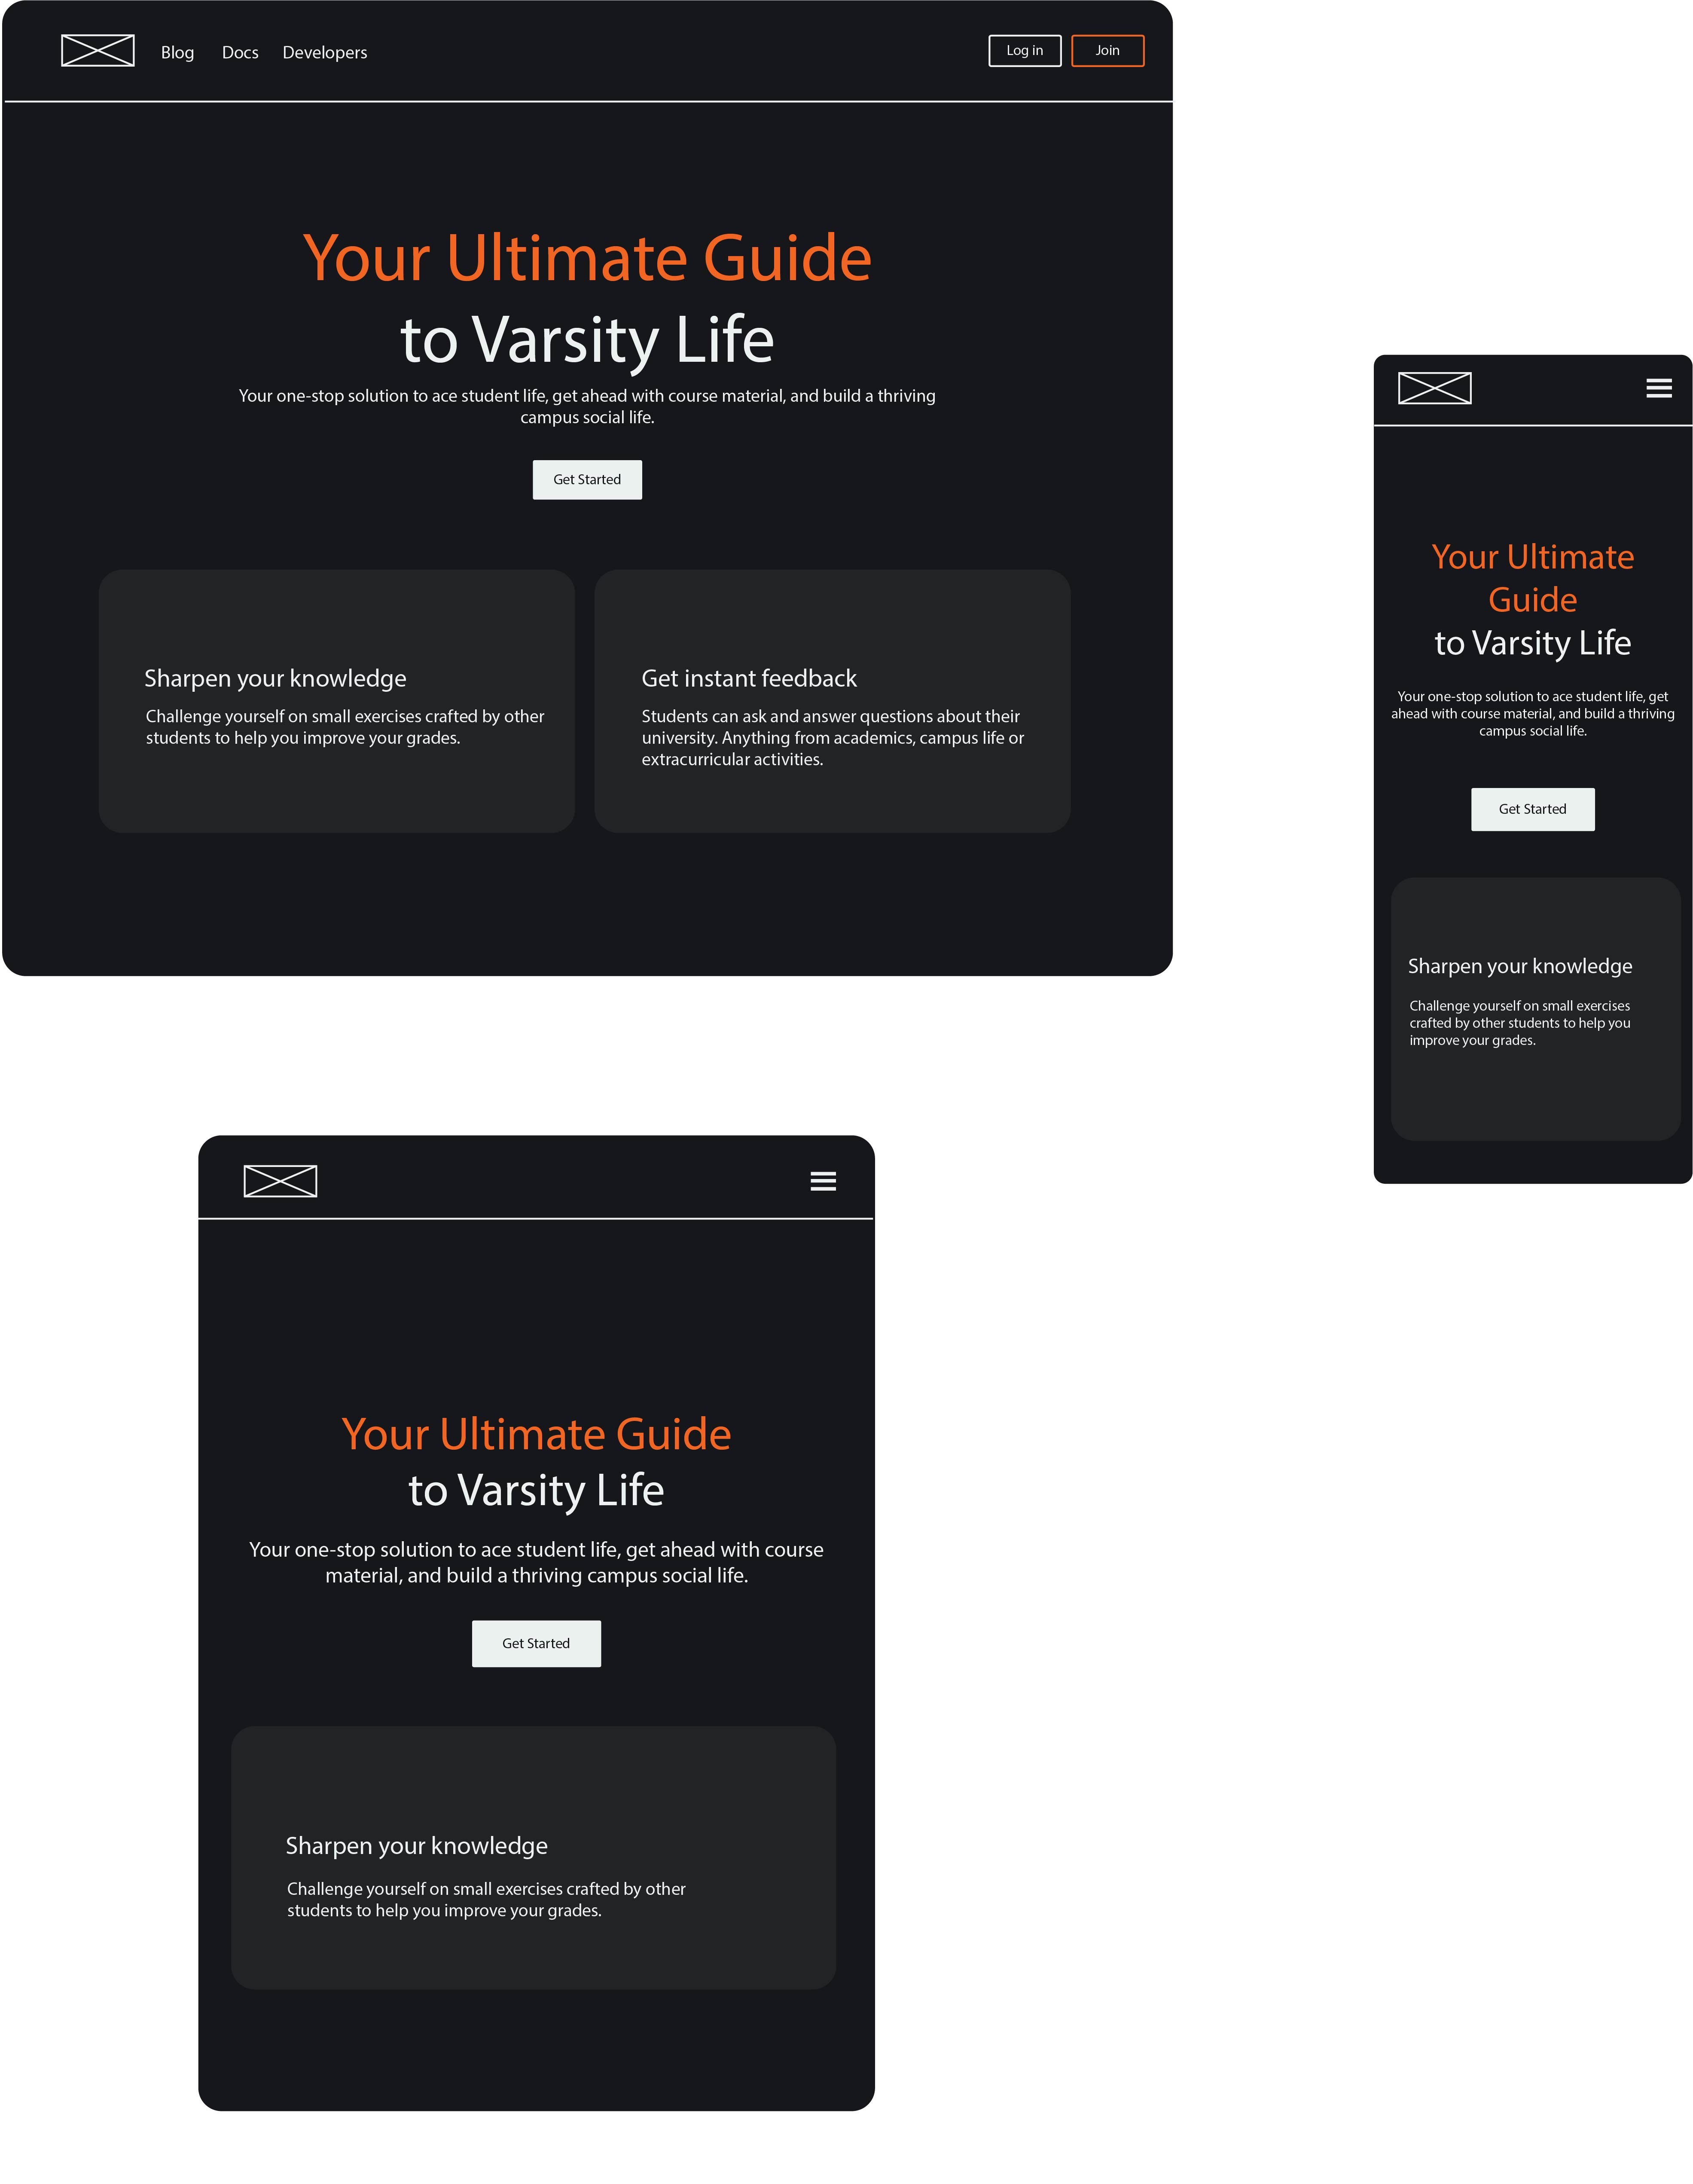 Blog Docs Developers
Log in Join
Your Ultimate Guide
to Varsity Life
Your one-stop solution to ace student life, get ahead with course material, and build a thriving
campus social life.
Get Started
Sharpen your knowledge
Challenge yourself on small exercises crafted by other
students to help you improve your grades.
Get instant feedback
Students can ask and answer questions about their
university. Anything from academics, campus life or
extracurricular activities.
Your Ultimate
Guide
to Varsity Life
Your one-stop solution to ace student life, get
ahead with course material, and build a thriving
campus social life.
Get Started
Sharpen your knowledge
Challenge yourself on small exercises
crafted by other students to help you
improve your grades.
Your Ultimate Guide
to Varsity Life
Your one-stop solution to ace student life, get ahead with course
material, and build a thriving campus social life.
Get Started
Sharpen your knowledge
Challenge yourself on small exercises crafted by other
students to help you improve your grades.